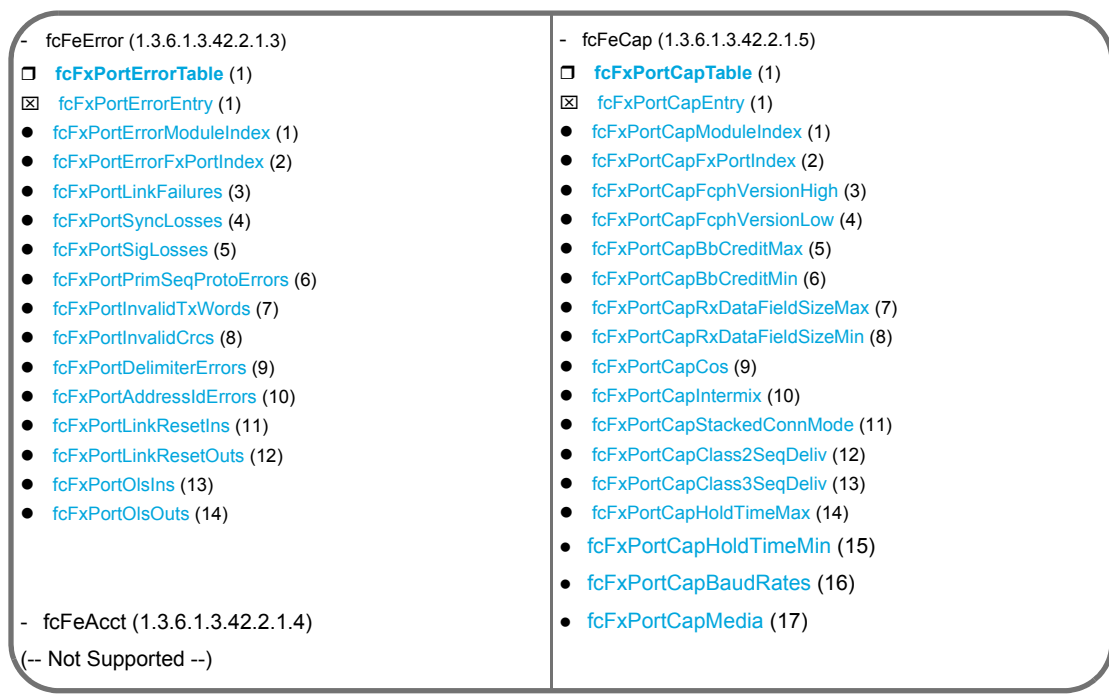 - fcFeError (1.3.6.1.3.42.2.1.3)
❒ fcFxPortErrorTable (1)
☒ fcFxPortErrorEntry (1)
● fcFxPortErrorModuleIndex (1)
● fcFxPortErrorFxPortIndex (2)
● fcFxPortLinkFailures (3)
● fcFxPortSyncLosses (4)
● fcFxPortSigLosses (5)
● fcFxPortPrimSeqProtoErrors (6)
● fcFxPortInvalidTxWords (7)
● fcFxPortInvalidCrcs (8)
● fcFxPortDelimiterErrors (9)
● fcFxPortAddressIdErrors (10)
● fcFxPortLinkResetIns (11)
● fcFxPortLinkResetOuts (12)
● fcFxPortOlsIns (13)
● fcFxPortOlsOuts (14)
- fcFeAcct (1.3.6.1.3.42.2.1.4)
(-- Not Supported --)
- fcFeCap (1.3.6.1.3.42.2.1.5)
❒ fcFxPortCapTable (1)
☒ fcFxPortCapEntry (1)
● fcFxPortCapModuleIndex (1)
● fcFxPortCapFxPortIndex (2)
● fcFxPortCapFcphVersionHigh (3)
● fcFxPortCapFcphVersionLow (4)
● fcFxPortCapBbCreditMax (5)
● fcFxPortCapBbCreditMin (6)
● fcFxPortCapRxDataFieldSizeMax (7)
● fcFxPortCapRxDataFieldSizeMin (8)
● fcFxPortCapCos (9)
● fcFxPortCapIntermix (10)
● fcFxPortCapStackedConnMode (11)
● fcFxPortCapClass2SeqDeliv (12)
● fcFxPortCapClass3SeqDeliv (13)
● fcFxPortCapHoldTimeMax (14)
● fcFxPortCapHoldTimeMin (15)
● fcFxPortCapBaudRates (16)
● fcFxPortCapMedia (17)